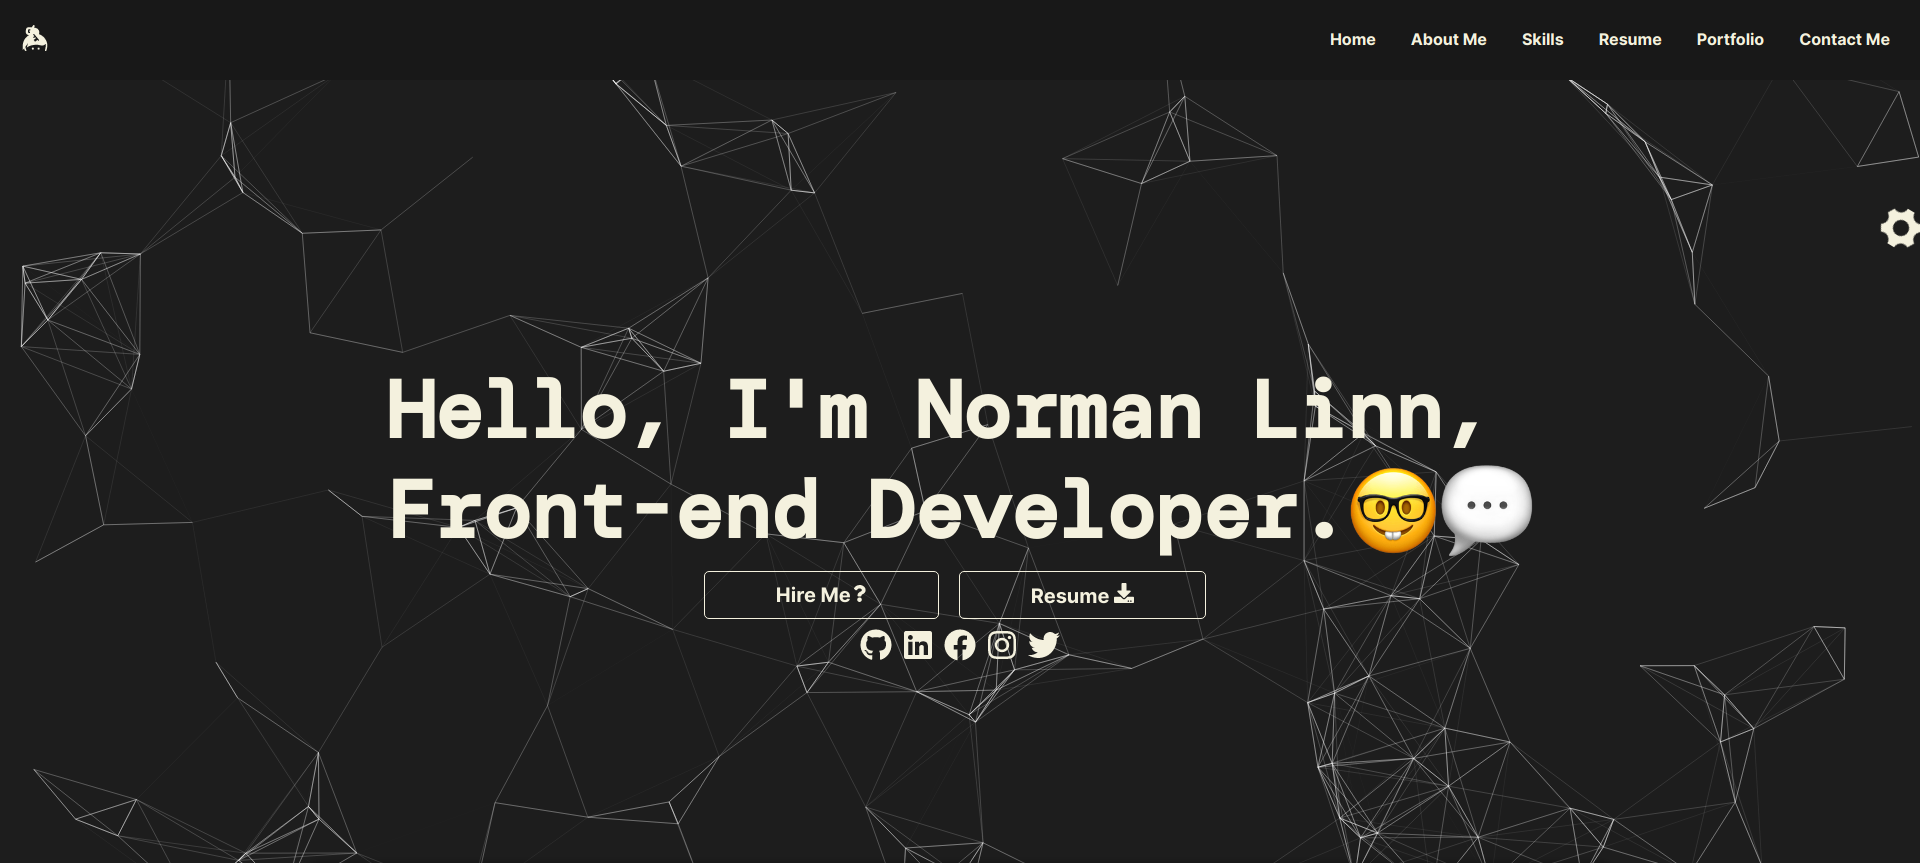 Home About Me Skills Resume Portfolio Contact Me
Hello, I'm Norman Linn,
Front-end Developer.🤓💬
Hire Me? Resume